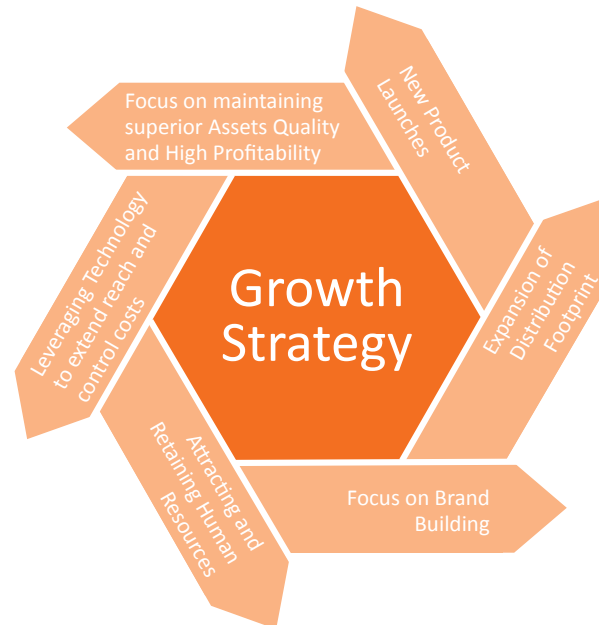 Growth
Strategy
Focus on maintaining
superior Assets Quality
and High Profitability
New Product
Launches
Expansion of
Distribution
Footprint
Focus on Brand
Building
Attracting and
Retaining Human
Resources
Leveraging Technology
to extend reach and
control costs